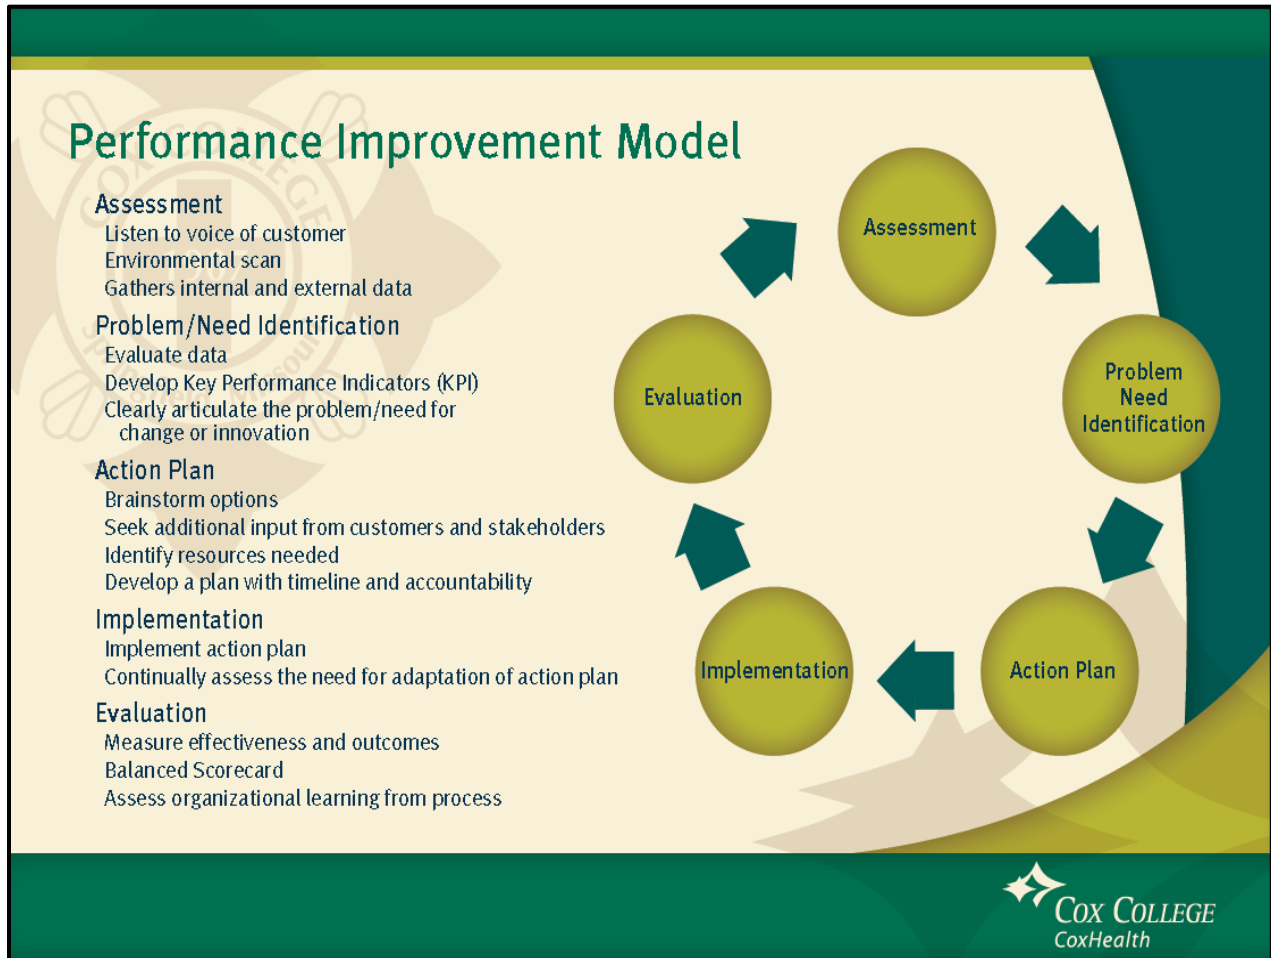 Performance Improvement Model
Assessment
Listen to voice of customer
Environmental scan
Gathers internal and external data
Problem/Need Identification
Evaluate data
Develop Key Performance Indicators (KPI)
Clearly articulate the problem/need for
change or innovation
Action Plan
Brainstorm options
Seek additional input from customers and stakeholders
Identify resources needed
Develop a plan with timeline and accountability
Implementation
Implement action plan
Continually assess the need for adaptation of action plan
Evaluation
Measure effectiveness and outcomes
Balanced Scorecard
Assess organizational learning from process
Assessment
Problem
Need
Identification
Action Plan
Implementation
Evaluation
COX COLLEGE
Springfield, Missouri
COX COLLEGE
CoxHealth